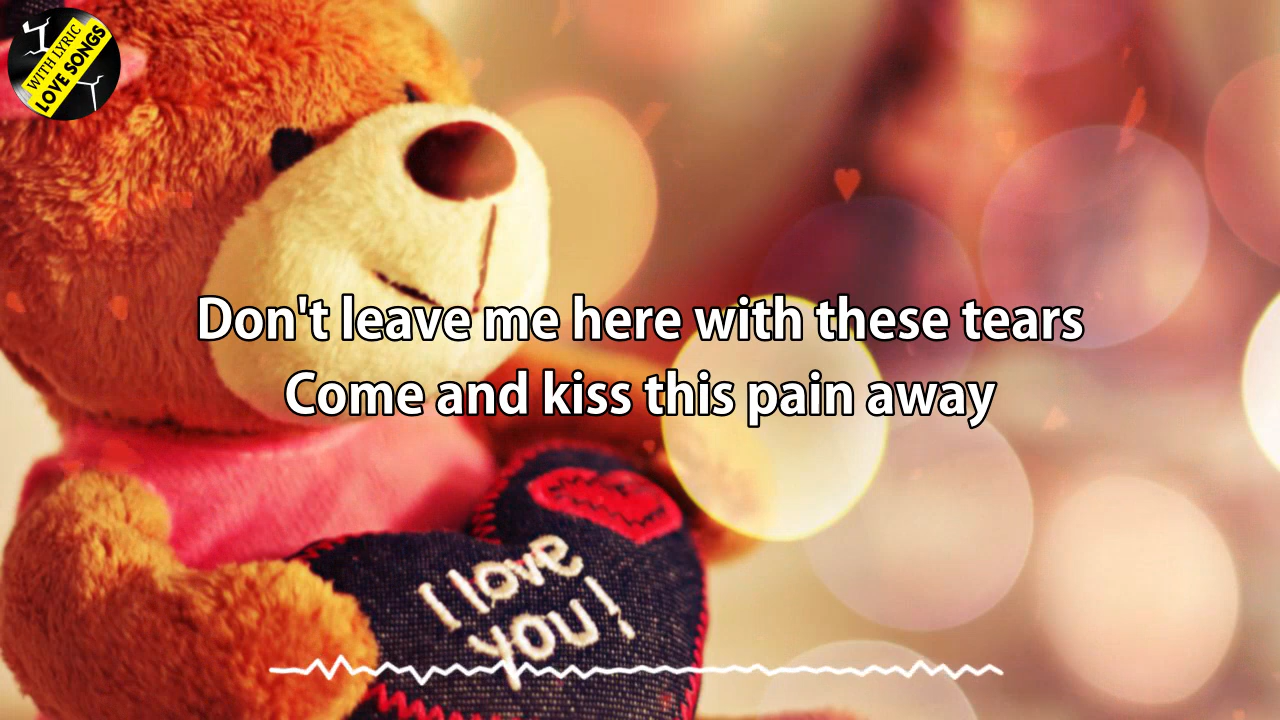 WITH LYRIC
LOVE SONGS
Don't leave me here with these tears
Come and kiss this pain away
I love
you!